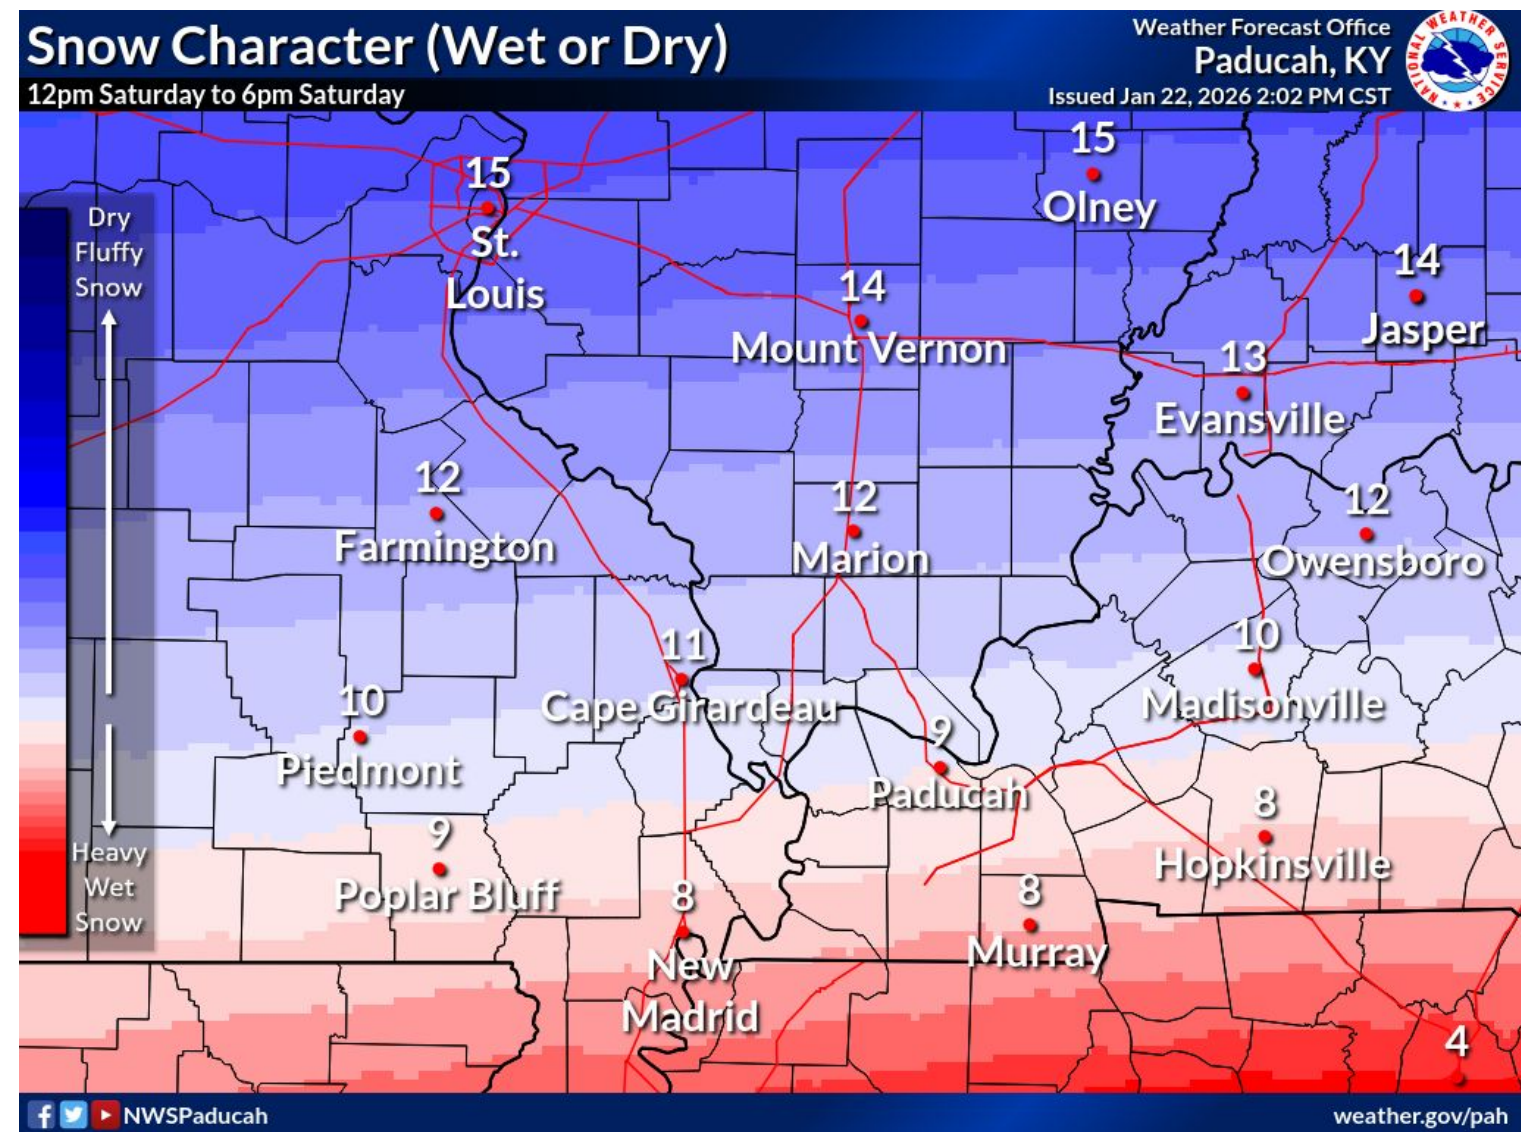 Snow Character (Wet or Dry)
12pm Saturday to 6pm Saturday
Weather Forecast Office
Paducah, KY
Issued Jan 22, 2026 2:02 PM CST
NATIONAL WEATHER SERVICE
Dry
Fluffy
Snow
Heavy
Wet
Snow
15
St.
Louis
15
Olney
14
Mount Vernon
14
Jasper
13
Evansville
12
Farmington
12
Marion
12
Owensboro
11
Cape Girardeau
10
Madisonville
10
Piedmont
9
Paducah
9
Poplar Bluff
8
Hopkinsville
8
New
Madrid
8
Murray
4
NWSPaducah
weather.gov/pah